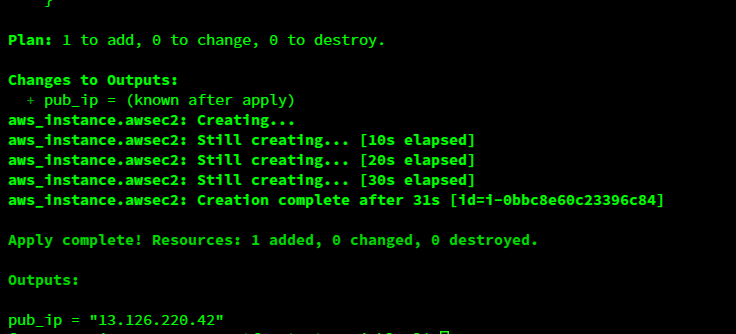 }
Plan: 1 to add, 0 to change, 0 to destroy.
Changes to Outputs:
+ pub_ip = (known after apply)
aws_instance.awsec2: Creating...
aws_instance.awsec2: Still creating... [10s elapsed]
aws_instance.awsec2: Still creating... [20s elapsed]
aws_instance.awsec2: Still creating... [30s elapsed]
aws_instance.awsec2: Creation complete after 31s [id=i-0bbc8e60c23396c84]
Apply complete! Resources: 1 added, 0 changed, 0 destroyed.
Outputs:
pub_ip = "13.126.220.42"